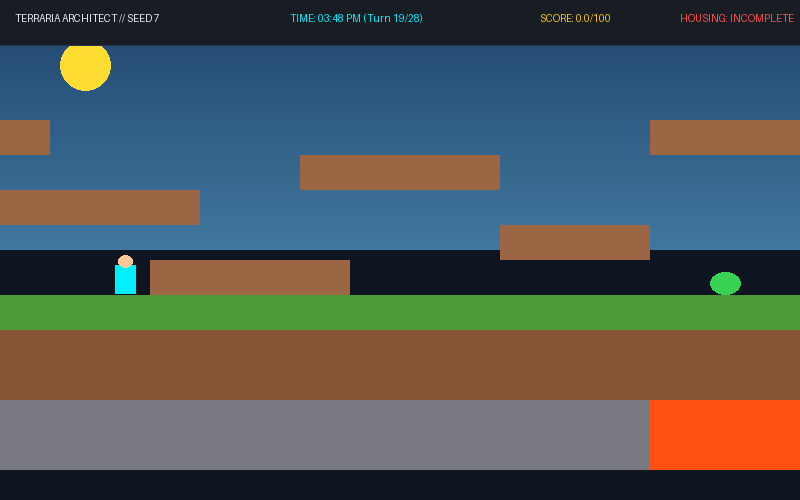 TERRARIA ARCHITECT // SEED 7
TIME: 03:48 PM (Turn 19/28)
SCORE: 0.0/100
HOUSING: INCOMPLETE